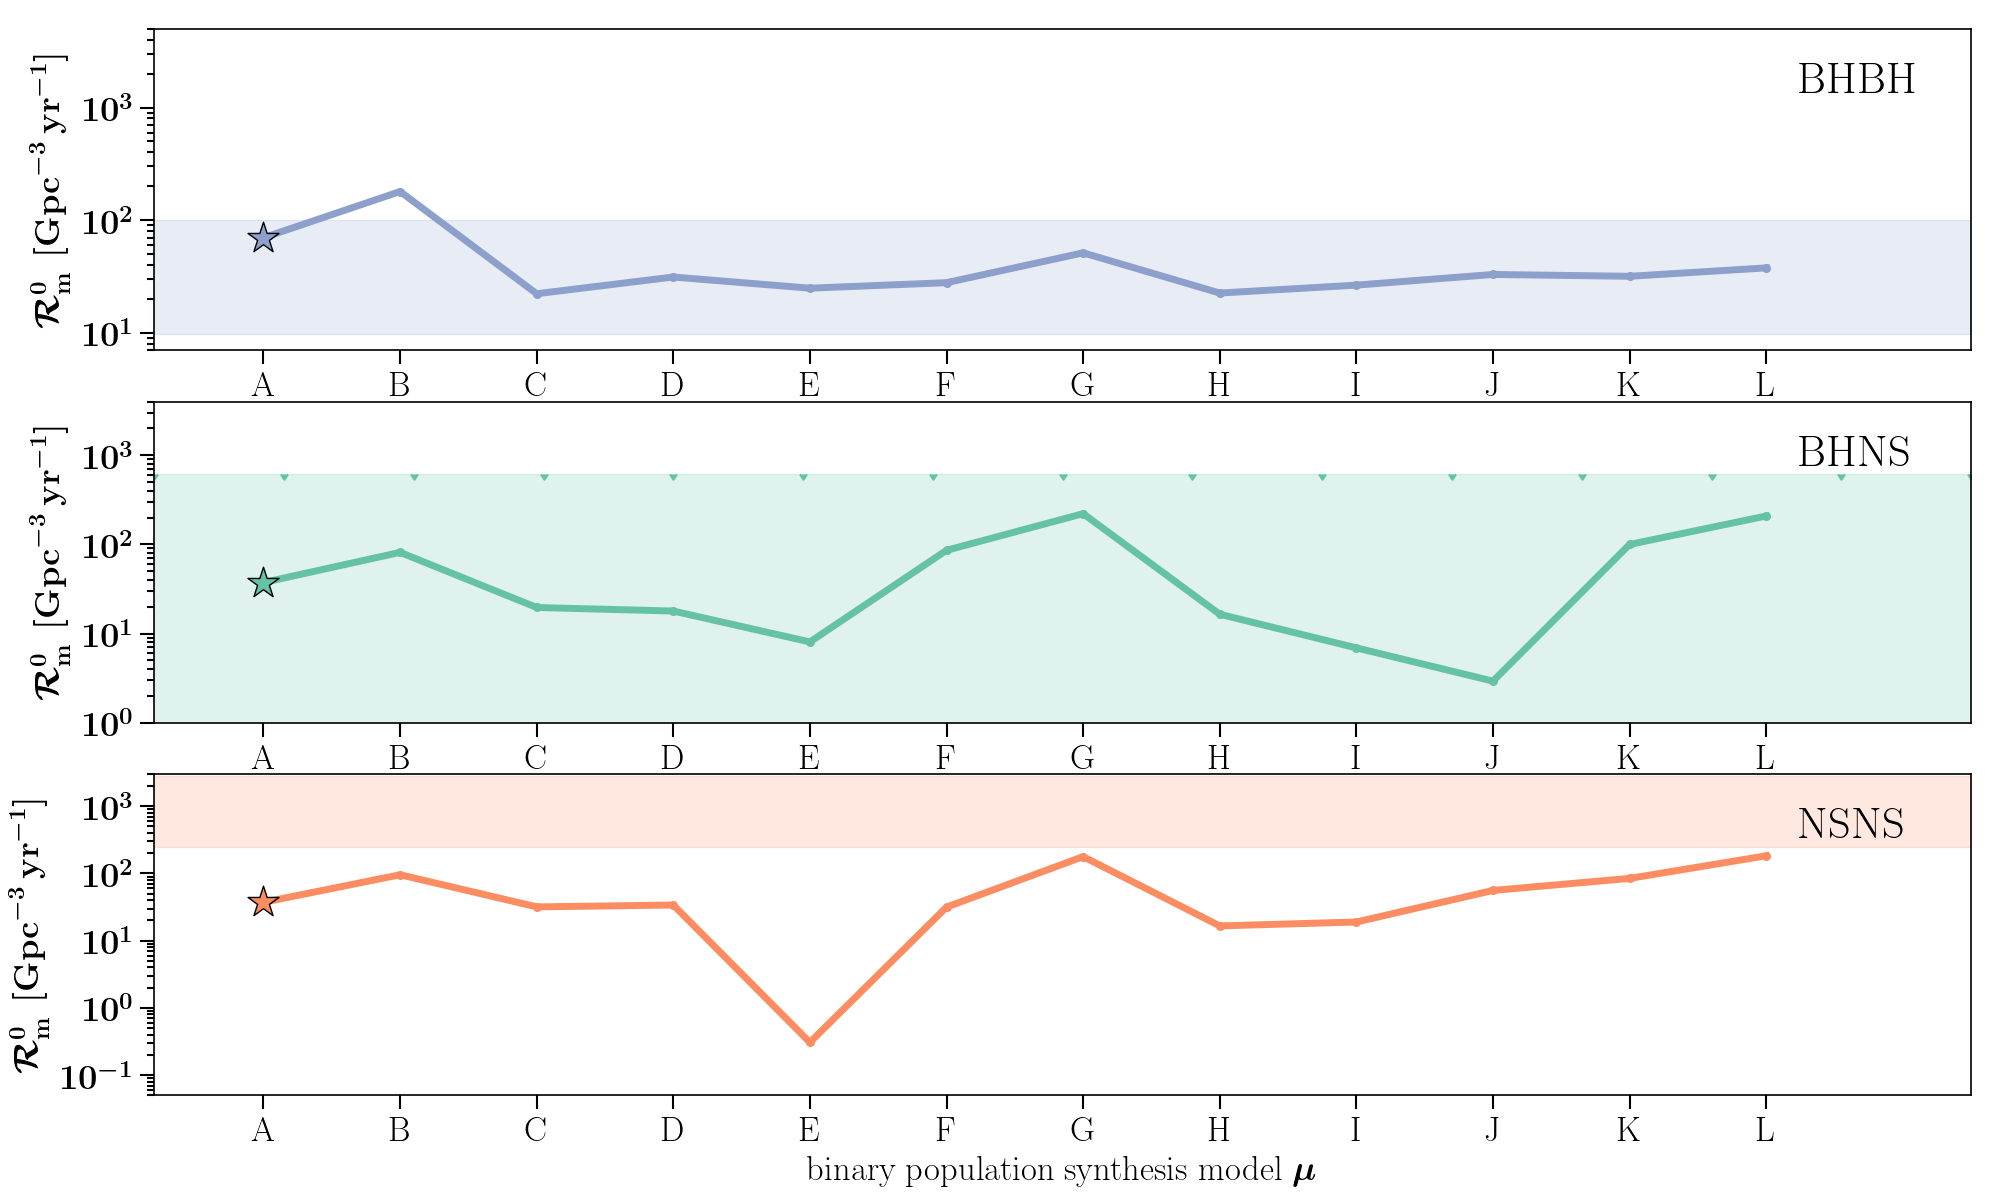 BHBH
ℛ⁰ₘ [Gpc⁻³ yr⁻¹]
10³
10²
10¹
A B C D E F G H I J K L
BHNS
ℛ⁰ₘ [Gpc⁻³ yr⁻¹]
10³
10²
10¹
10⁰
A B C D E F G H I J K L
NSNS
ℛ⁰ₘ [Gpc⁻³ yr⁻¹]
10³
10²
10¹
10⁰
10⁻¹
A B C D E F G H I J K L
binary population synthesis model μ